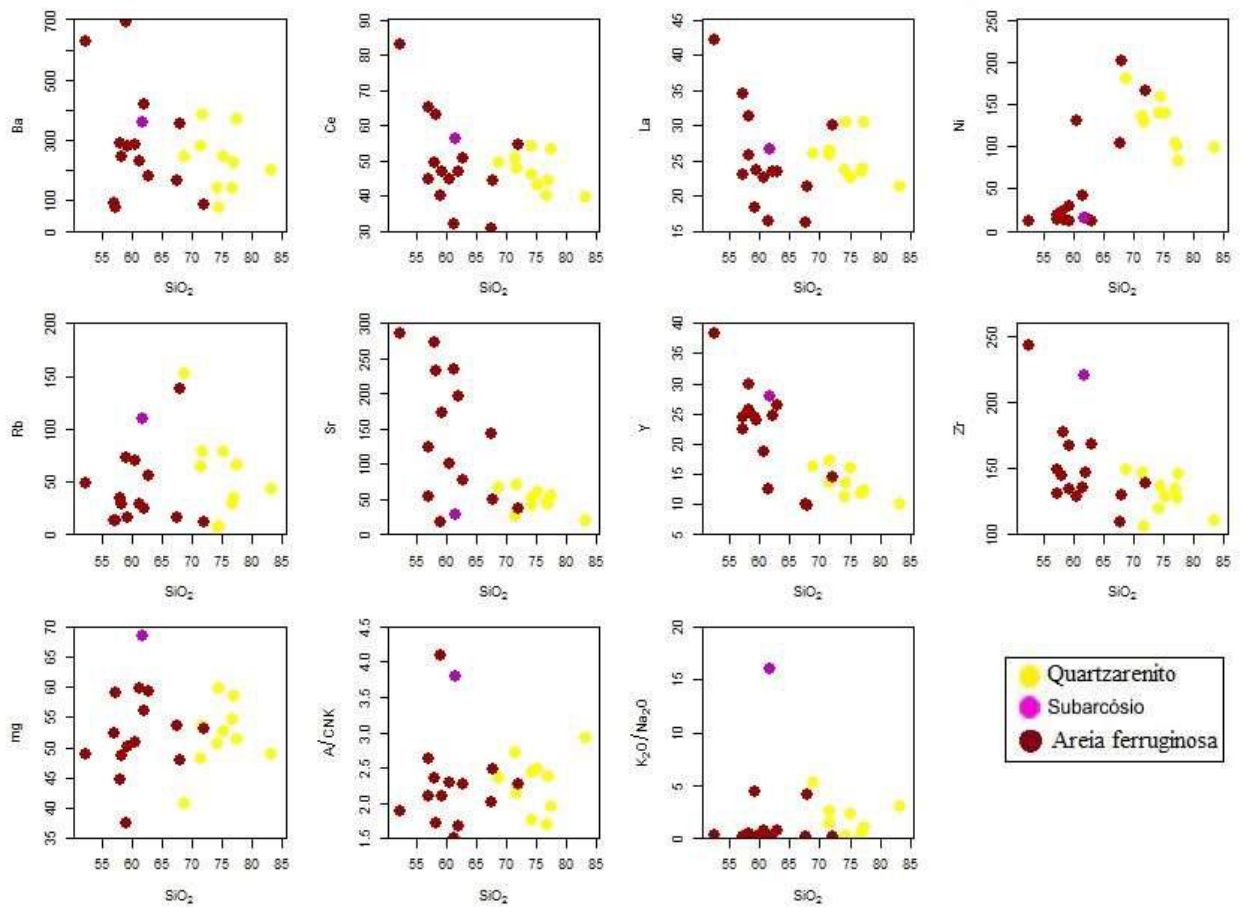 Ba
700
500
300
100
0
55 60 65 70 75 80 85
SiO₂
Ce
90
80
70
60
50
40
30
55 60 65 70 75 80 85
SiO₂
La
45
40
35
30
25
20
15
55 60 65 70 75 80 85
SiO₂
Ni
250
200
150
100
50
0
55 60 65 70 75 80 85
SiO₂
Rb
200
150
100
50
0
55 60 65 70 75 80 85
SiO₂
Sr
300
250
200
150
100
50
0
55 60 65 70 75 80 85
SiO₂
Y
40
35
30
25
20
15
10
5
55 60 65 70 75 80 85
SiO₂
Zr
250
200
150
100
55 60 65 70 75 80 85
SiO₂
mg
70
65
60
55
50
45
40
35
55 60 65 70 75 80 85
SiO₂
A/CNK
4.5
4.0
3.5
3.0
2.5
2.0
1.5
55 60 65 70 75 80 85
SiO₂
K₂O/Na₂O
20
15
10
5
0
55 60 65 70 75 80 85
SiO₂
Quartzarenito
Subarcósio
Areia ferruginosa